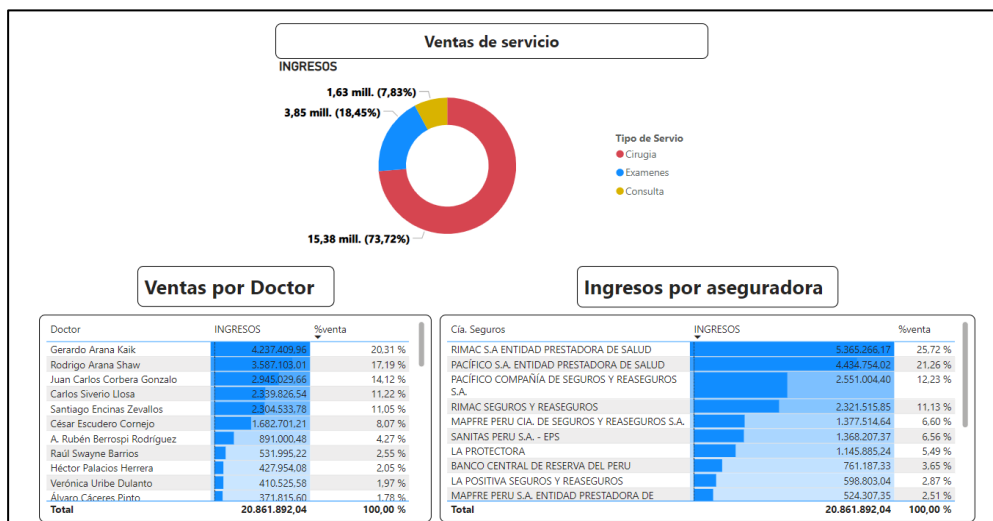 Ventas de servicio
INGRESOS
1,63 mill. (7,83%)
3,85 mill. (18,45%)
15,38 mill. (73,72%)
Tipo de Servio
Cirugia
Examenes
Consulta
Ventas por Doctor
Doctor INGRESOS %venta
Gerardo Arana Kaik 4.237.409,96 20,31 %
Rodrigo Arana Shaw 3.587.103,01 17,19 %
Juan Carlos Corbera Gonzalo 2.945.029,66 14,12 %
Carlos Siverio Llosa 2.339.826,54 11,22 %
Santiago Encinas Zevallos 2.304.533,78 11,05 %
César Escudero Cornejo 1.682.701,21 8,07 %
A. Rubén Berrospi Rodríguez 891.000,48 4,27 %
Raúl Swayne Barrios 531.995,22 2,55 %
Héctor Palacios Herrera 427.954,08 2,05 %
Verónica Uribe Dulanto 410.525,58 1,97 %
Álvaro Cáceres Pinto 371.815,60 1,78 %
Total 20.861.892,04 100,00 %
Ingresos por aseguradora
Cía. Seguros INGRESOS %venta
RIMAC S.A ENTIDAD PRESTADORA DE SALUD 5.365.266,17 25,72 %
PACÍFICO S.A. ENTIDAD PRESTADORA DE SALUD 4.434.754,02 21,26 %
PACÍFICO COMPAÑÍA DE SEGUROS Y REASEGUROS 2.551.004,40 12,23 %
S.A.
RIMAC SEGUROS Y REASEGUROS 2.321.515,85 11,13 %
MAPFRE PERU CIA. DE SEGUROS Y REASEGUROS S.A. 1.377.514,64 6,60 %
SANITAS PERU S.A. - EPS 1.368.207,37 6,56 %
LA PROTECTORA 1.145.885,24 5,49 %
BANCO CENTRAL DE RESERVA DEL PERU 761.187,33 3,65 %
LA POSITIVA SEGUROS Y REASEGUROS 598.803,04 2,87 %
MAPFRE PERU S.A. ENTIDAD PRESTADORA DE 524.307,35 2,51 %
Total 20.861.892,04 100,00 %